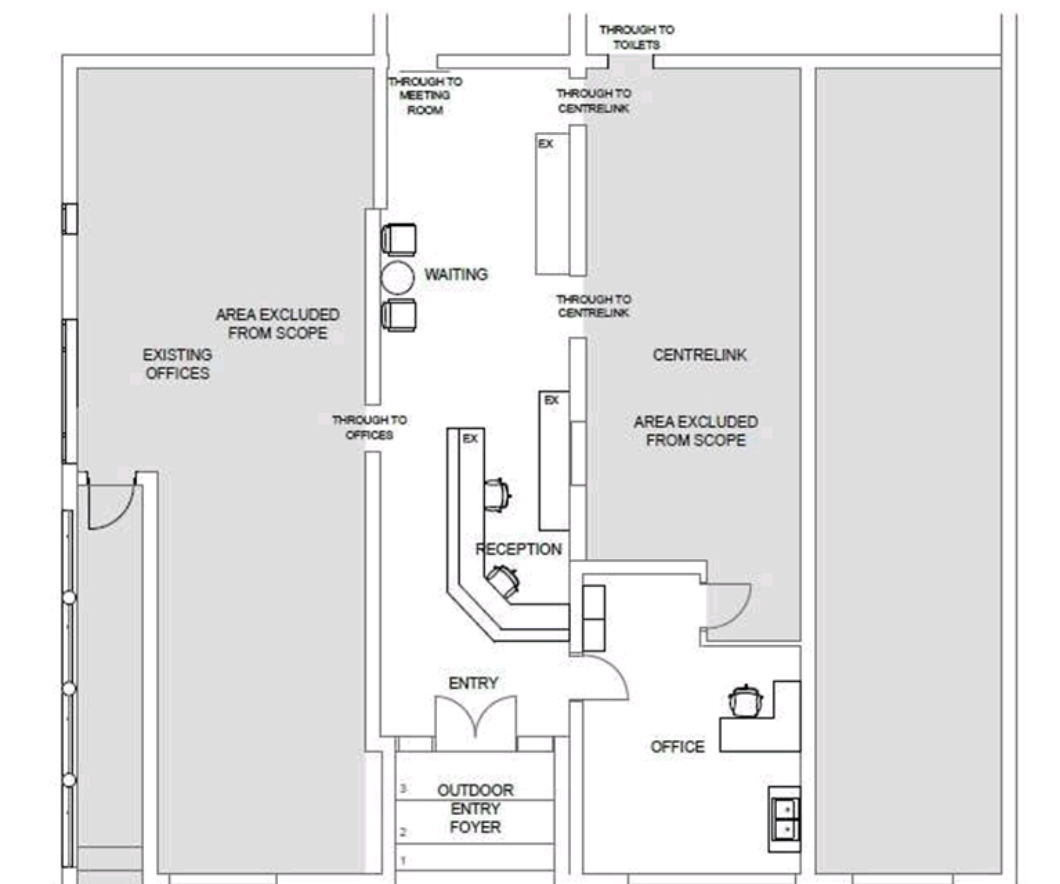 THROUGH TO
TOILETS
THROUGH TO
MEETING
ROOM
THROUGH TO
CENTRELINK
EX
WAITING
AREA EXCLUDED
FROM SCOPE
EXISTING
OFFICES
THROUGH TO
CENTRELINK
CENTRELINK
AREA EXCLUDED
FROM SCOPE
THROUGH TO
OFFICES
EX
EX
RECEPTION
ENTRY
OFFICE
OUTDOOR
ENTRY
FOYER
3
2
1